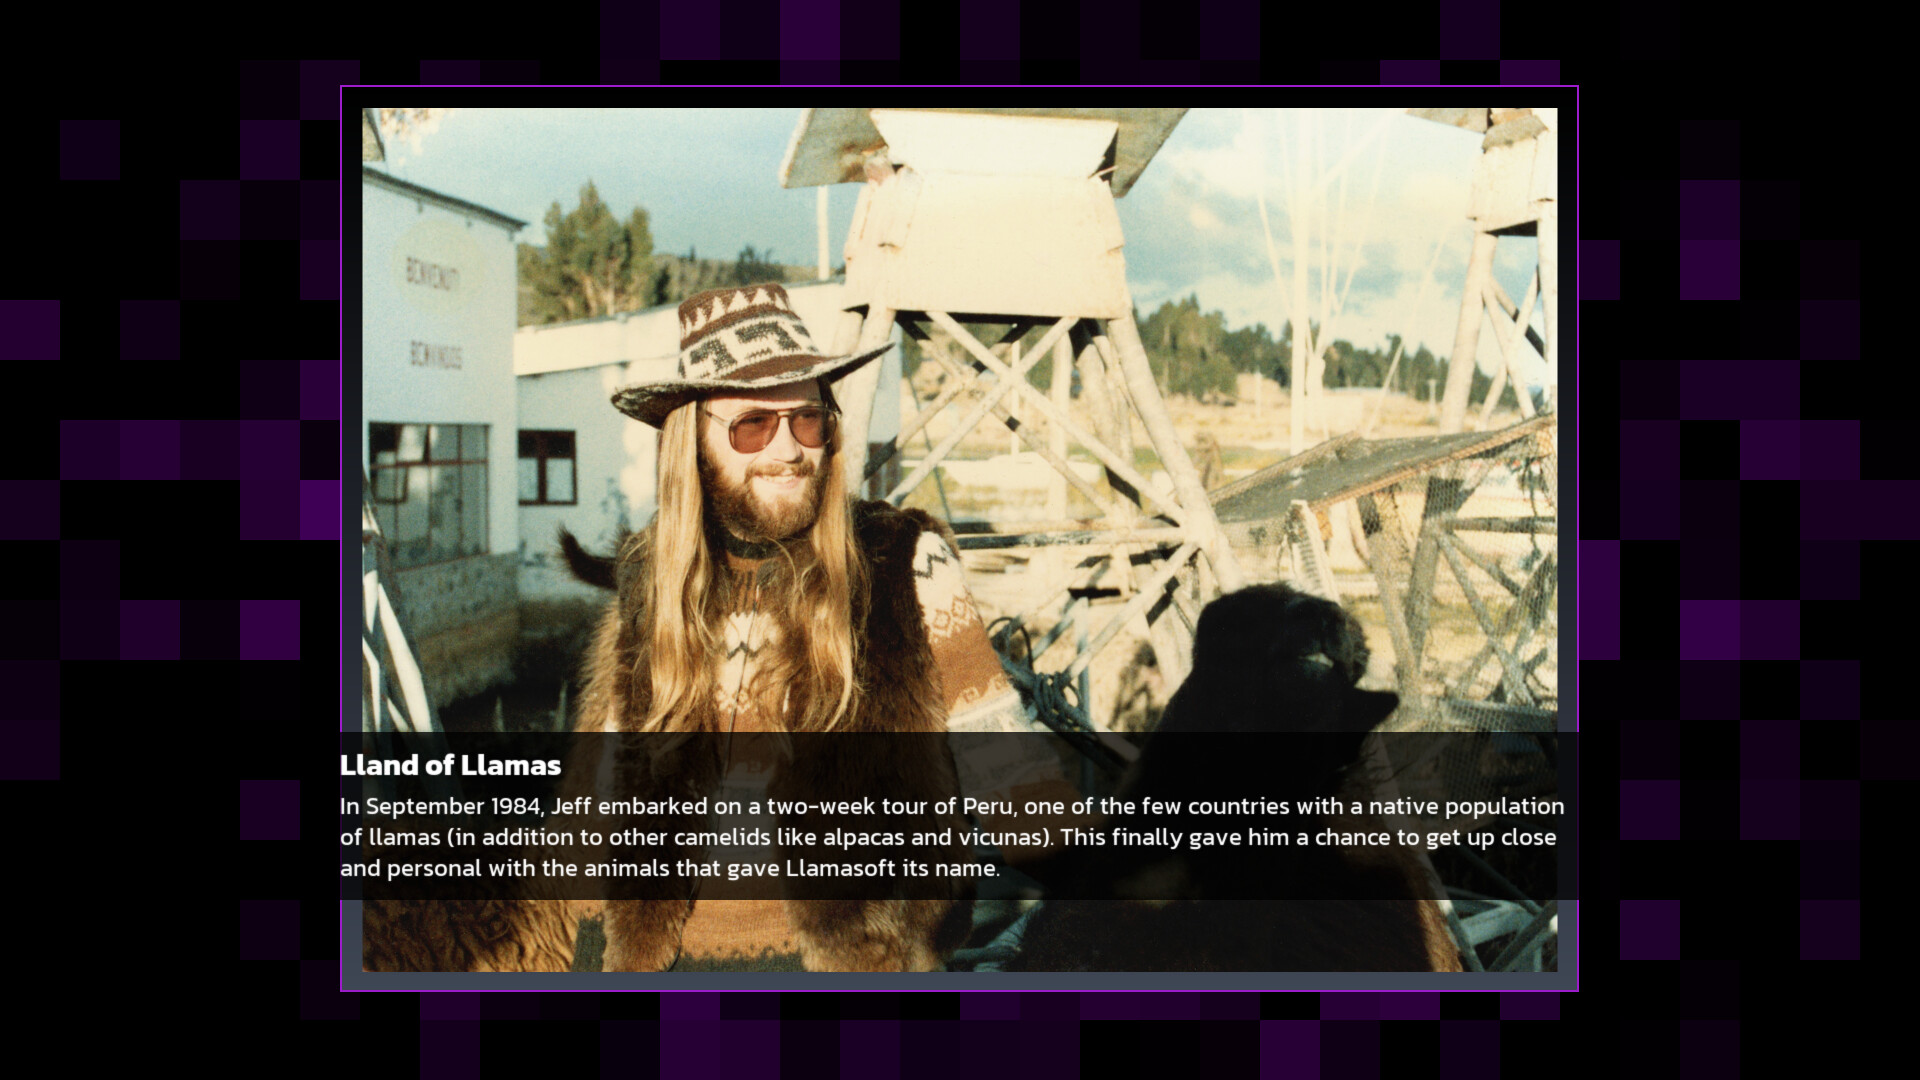 BENVENUTI
Lland of Llamas
In September 1984, Jeff embarked on a two-week tour of Peru, one of the few countries with a native population
of llamas (in addition to other camelids like alpacas and vicunas). This finally gave him a chance to get up close
and personal with the animals that gave Llamasoft its name.